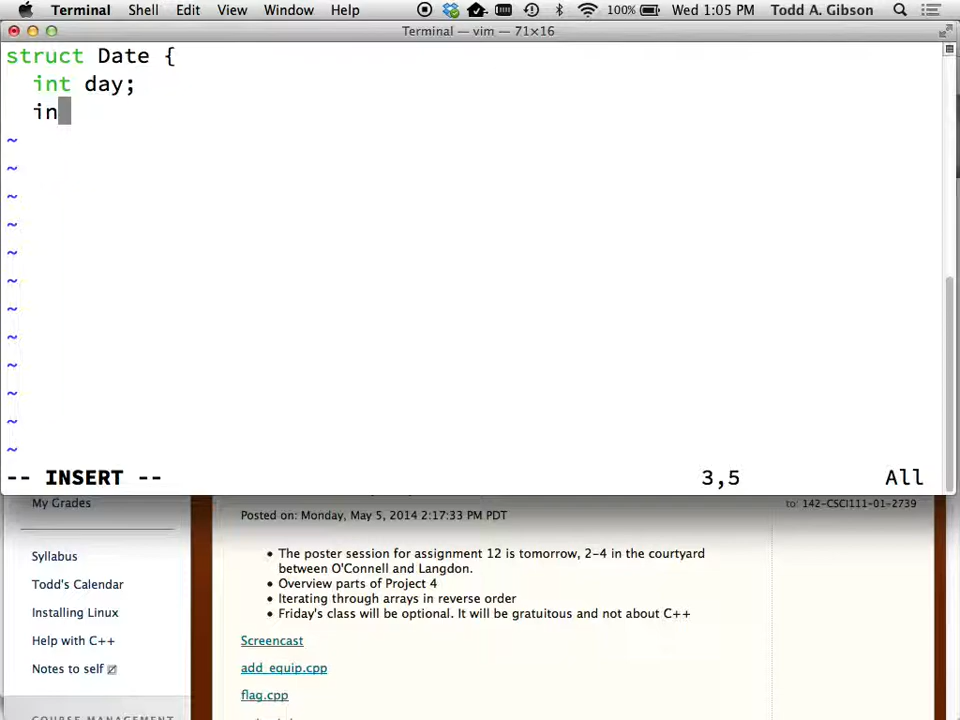 Terminal Shell Edit View Window Help 100% Wed 1:05 PM Todd A. Gibson
Terminal — vim — 71×16
struct Date {
  int day;
  in
~
~
~
~
~
~
~
~
~
~
~
~
-- INSERT -- 3,5 All
My Grades
Syllabus
Todd's Calendar
Installing Linux
Help with C++
Notes to self
COURSE MANAGEMENT
Posted on: Monday, May 5, 2014 2:17:33 PM PDT
to: 142-CSCI111-01-2739
• The poster session for assignment 12 is tomorrow, 2-4 in the courtyard
between O'Connell and Langdon.
• Overview parts of Project 4
• Iterating through arrays in reverse order
• Friday's class will be optional. It will be gratuitous and not about C++
Screencast
add_equip.cpp
flag.cpp